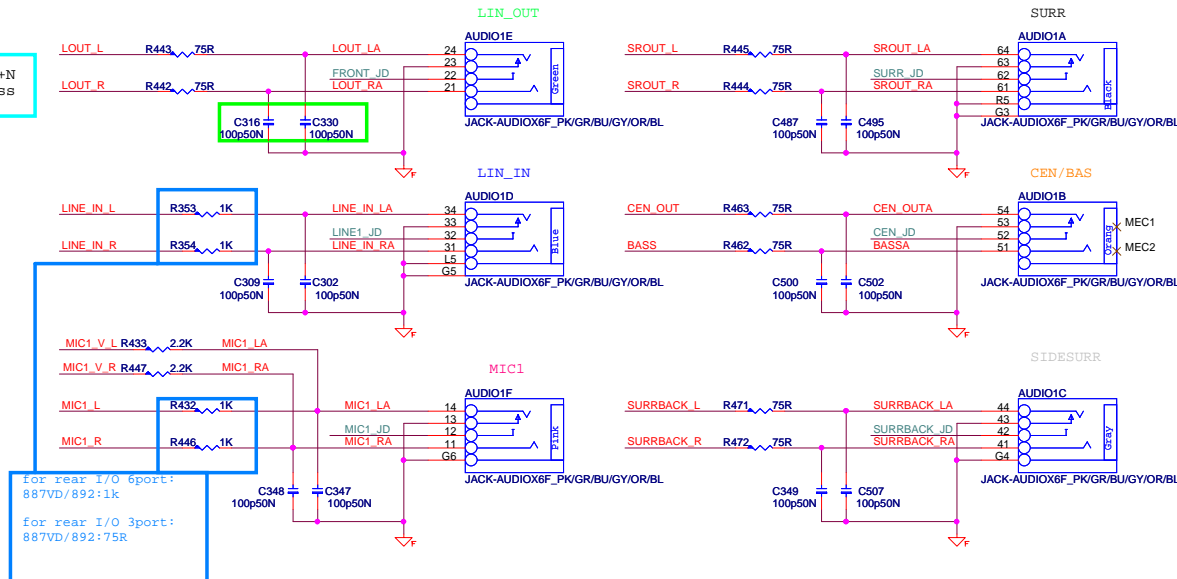 LIN_OUT
SURR
+N
ss
LOUT_L R443 75R LOUT_LA 24
AUDIO1E
23
FRONT_JD 22
LOUT_R R442 75R LOUT_RA 21
Green
C316 C330
100p50N 100p50N
JACK-AUDIOX6F_PK/GR/BU/GY/OR/BL
F
SROUT_L R445 75R SROUT_LA 64
AUDIO1A
63
SURR_JD 62
SROUT_R R444 75R SROUT_RA 61
R5
G3
Black
C487 C495
100p50N 100p50N
JACK-AUDIOX6F_PK/GR/BU/GY/OR/BL
F
LIN_IN
CEN/BAS
LINE_IN_L R353 1K LINE_IN_LA 34
AUDIO1D
33
LINE1_JD 32
LINE_IN_R R354 1K LINE_IN_RA 31
L5
G5
Blue
C309 C302
100p50N 100p50N
JACK-AUDIOX6F_PK/GR/BU/GY/OR/BL
F
CEN_OUT R463 75R CEN_OUTA 54
AUDIO1B
53
CEN_JD 52
BASS R462 75R BASSA 51
Orang
MEC1
MEC2
C500 C502
100p50N 100p50N
JACK-AUDIOX6F_PK/GR/BU/GY/OR/BL
F
MIC1_V_L R433 2.2K MIC1_LA
MIC1_V_R R447 2.2K MIC1_RA
MIC1
SIDESURR
MIC1_L R432 1K MIC1_LA 14
AUDIO1F
13
MIC1_JD 12
MIC1_R R446 1K MIC1_RA 11
G6
Pink
C348 C347
100p50N 100p50N
JACK-AUDIOX6F_PK/GR/BU/GY/OR/BL
F
SURRBACK_L R471 75R SURRBACK_LA 44
AUDIO1C
43
SURRBACK_JD 42
SURRBACK_R R472 75R SURRBACK_RA 41
G4
Gray
C349 C507
100p50N 100p50N
JACK-AUDIOX6F_PK/GR/BU/GY/OR/BL
F
for rear I/O 6port:
887VD/892:1k
for rear I/O 3port:
887VD/892:75R